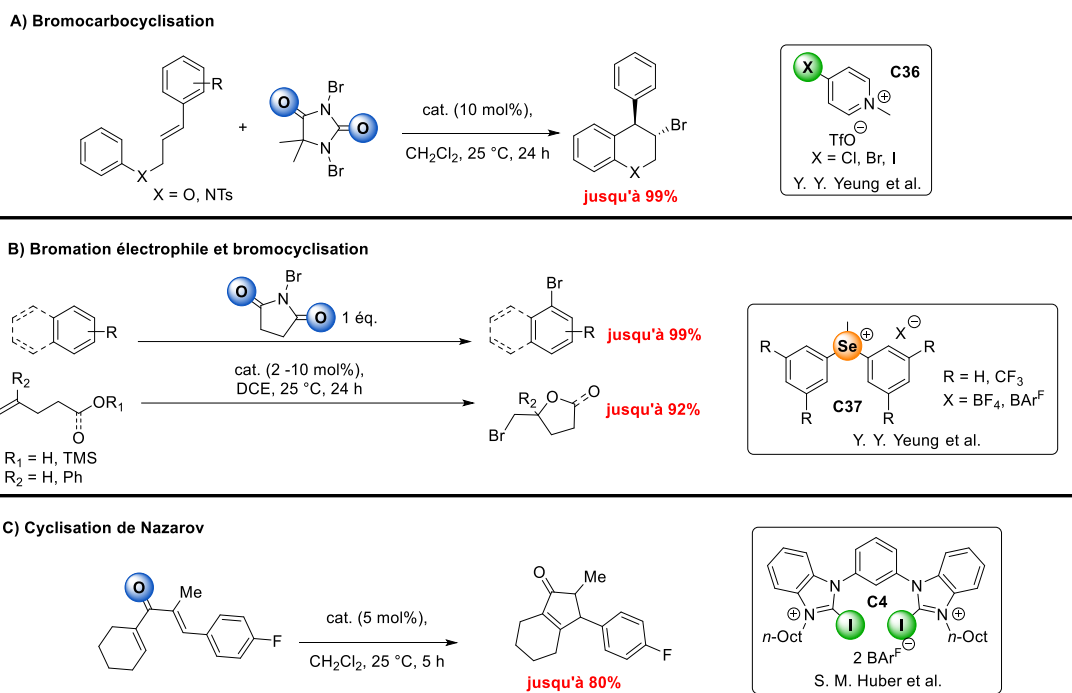 A) Bromocarbocyclisation
R
X
X = O, NTs
+
O
O
N
Br
N
Br
cat. (10 mol%),
CH2Cl2, 25 °C, 24 h
Br
X
jusqu'à 99%
X
C36
N
+
TfO−
X = Cl, Br, I
Y. Y. Yeung et al.
B) Bromation électrophile et bromocyclisation
R
Br
N
O
O
1 éq.
cat. (2 -10 mol%),
DCE, 25 °C, 24 h
Br
R
jusqu'à 99%
R2
OR1
O
R1 = H, TMS
R2 = H, Ph
R2
O
O
Br
jusqu'à 92%
Se
+
X−
R
R
R
R
C37
R = H, CF3
X = BF4, BArF
Y. Y. Yeung et al.
C) Cyclisation de Nazarov
O
Me
F
cat. (5 mol%),
CH2Cl2, 25 °C, 5 h
O
Me
F
jusqu'à 80%
N
N
C4
N
+
N
+
I
I
n-Oct
n-Oct
2 BArF−
S. M. Huber et al.